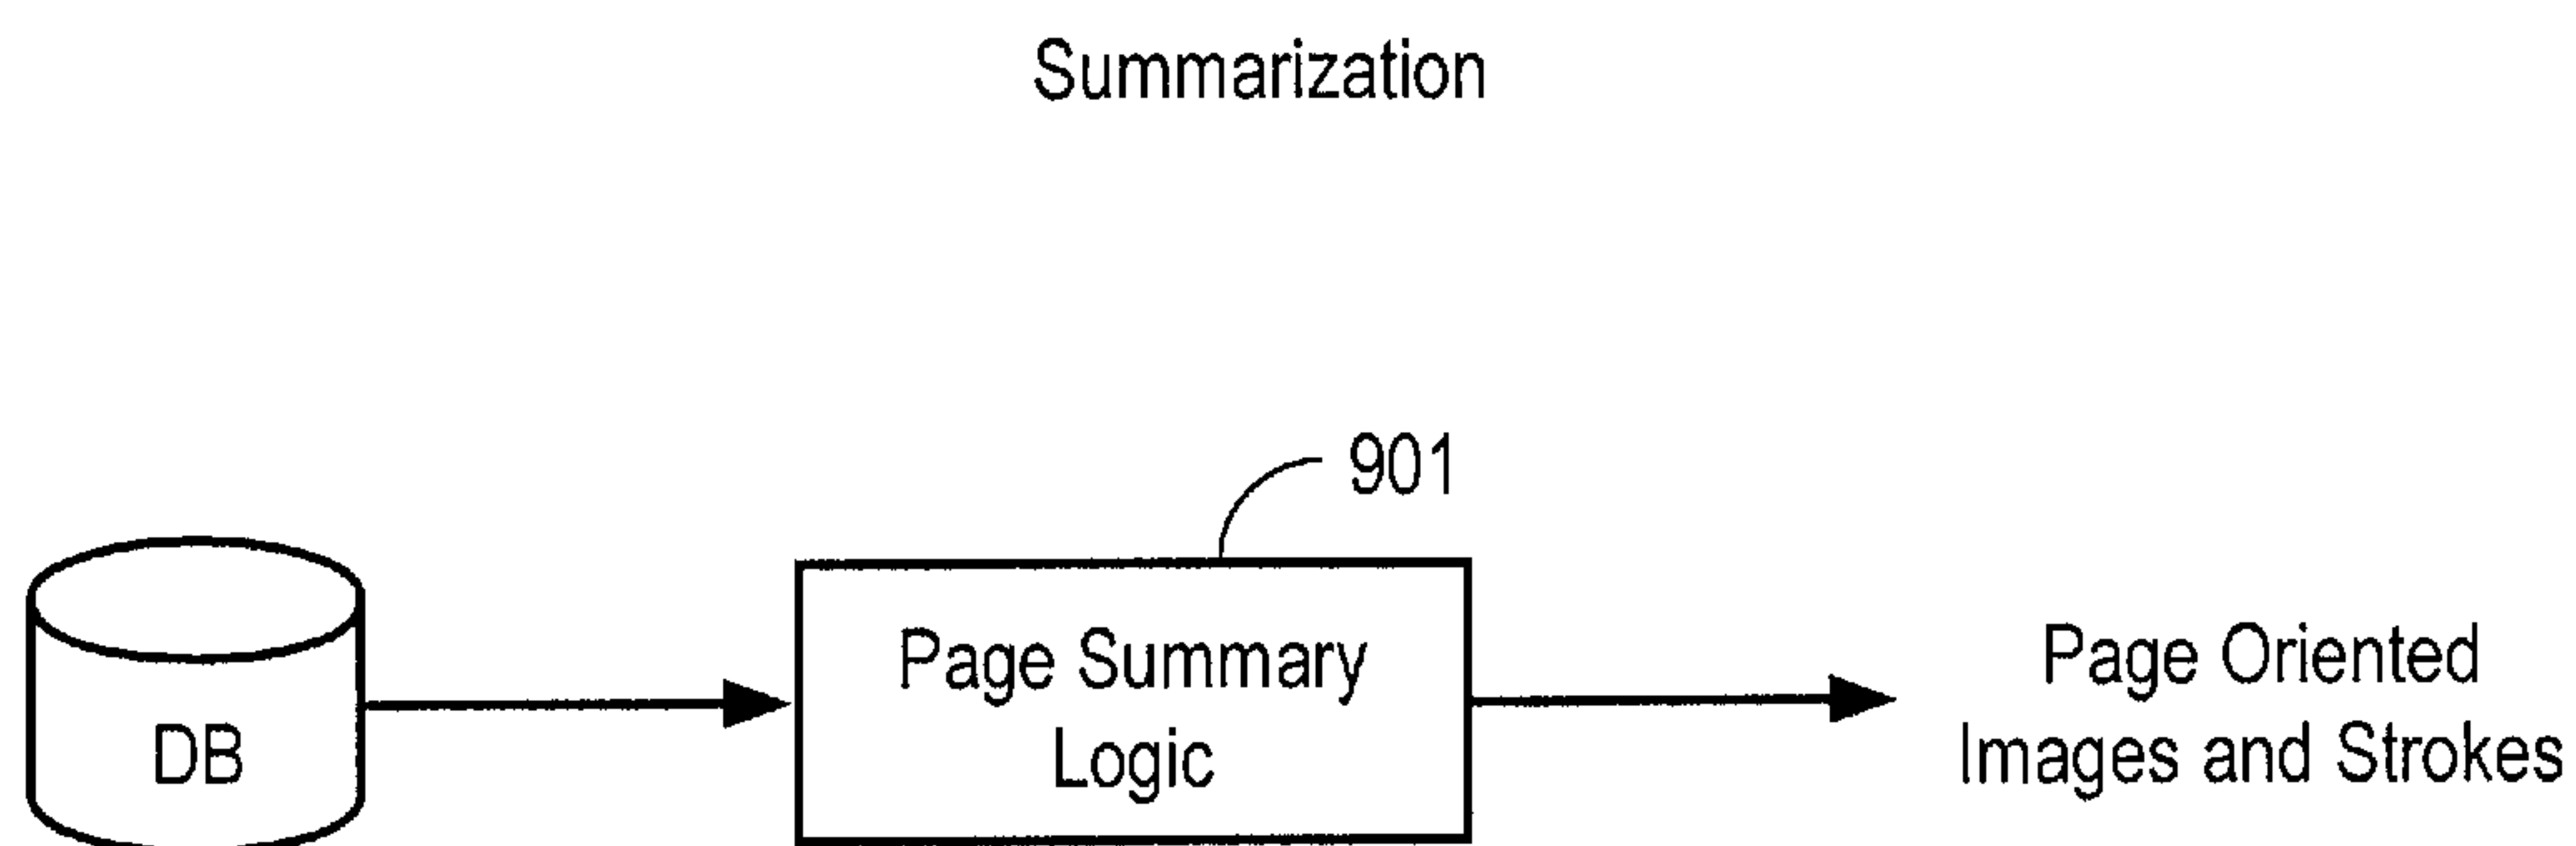 Summarization
901
DB
Page Summary
Logic
Page Oriented
Images and Strokes